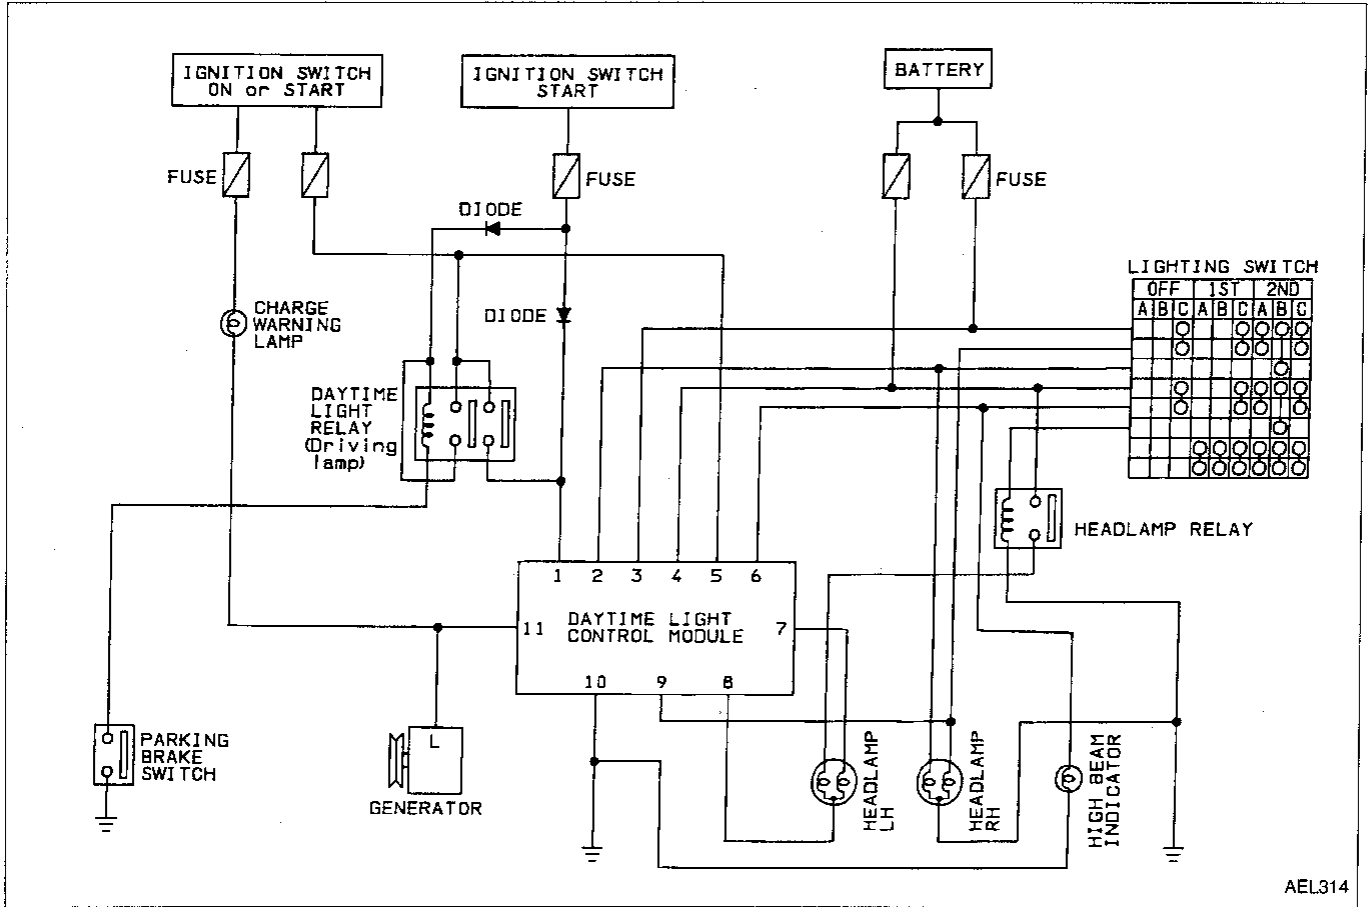 IGNITION SWITCH
ON or START
IGNITION SWITCH
START
BATTERY
FUSE
FUSE
FUSE
DIODE
DIODE
LIGHTING SWITCH
OFF 1ST 2ND
A B C A B C A B C
CHARGE
WARNING
LAMP
DAYTIME
LIGHT
RELAY
(Driving
lamp)
HEADLAMP RELAY
1 2 3 4 5 6
11
DAYTIME LIGHT
CONTROL MODULE
7
10 9 8
PARKING
BRAKE
SWITCH
L
GENERATOR
HEADLAMP
LH
HEADLAMP
RH
HIGH BEAM
INDICATOR
AEL314